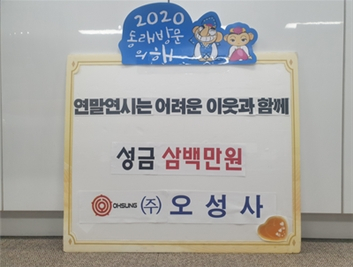 2020
동래방문
의 해
연말연시는 어려운 이웃과 함께
성금 삼백만원
OHSUNG (주) 오성사